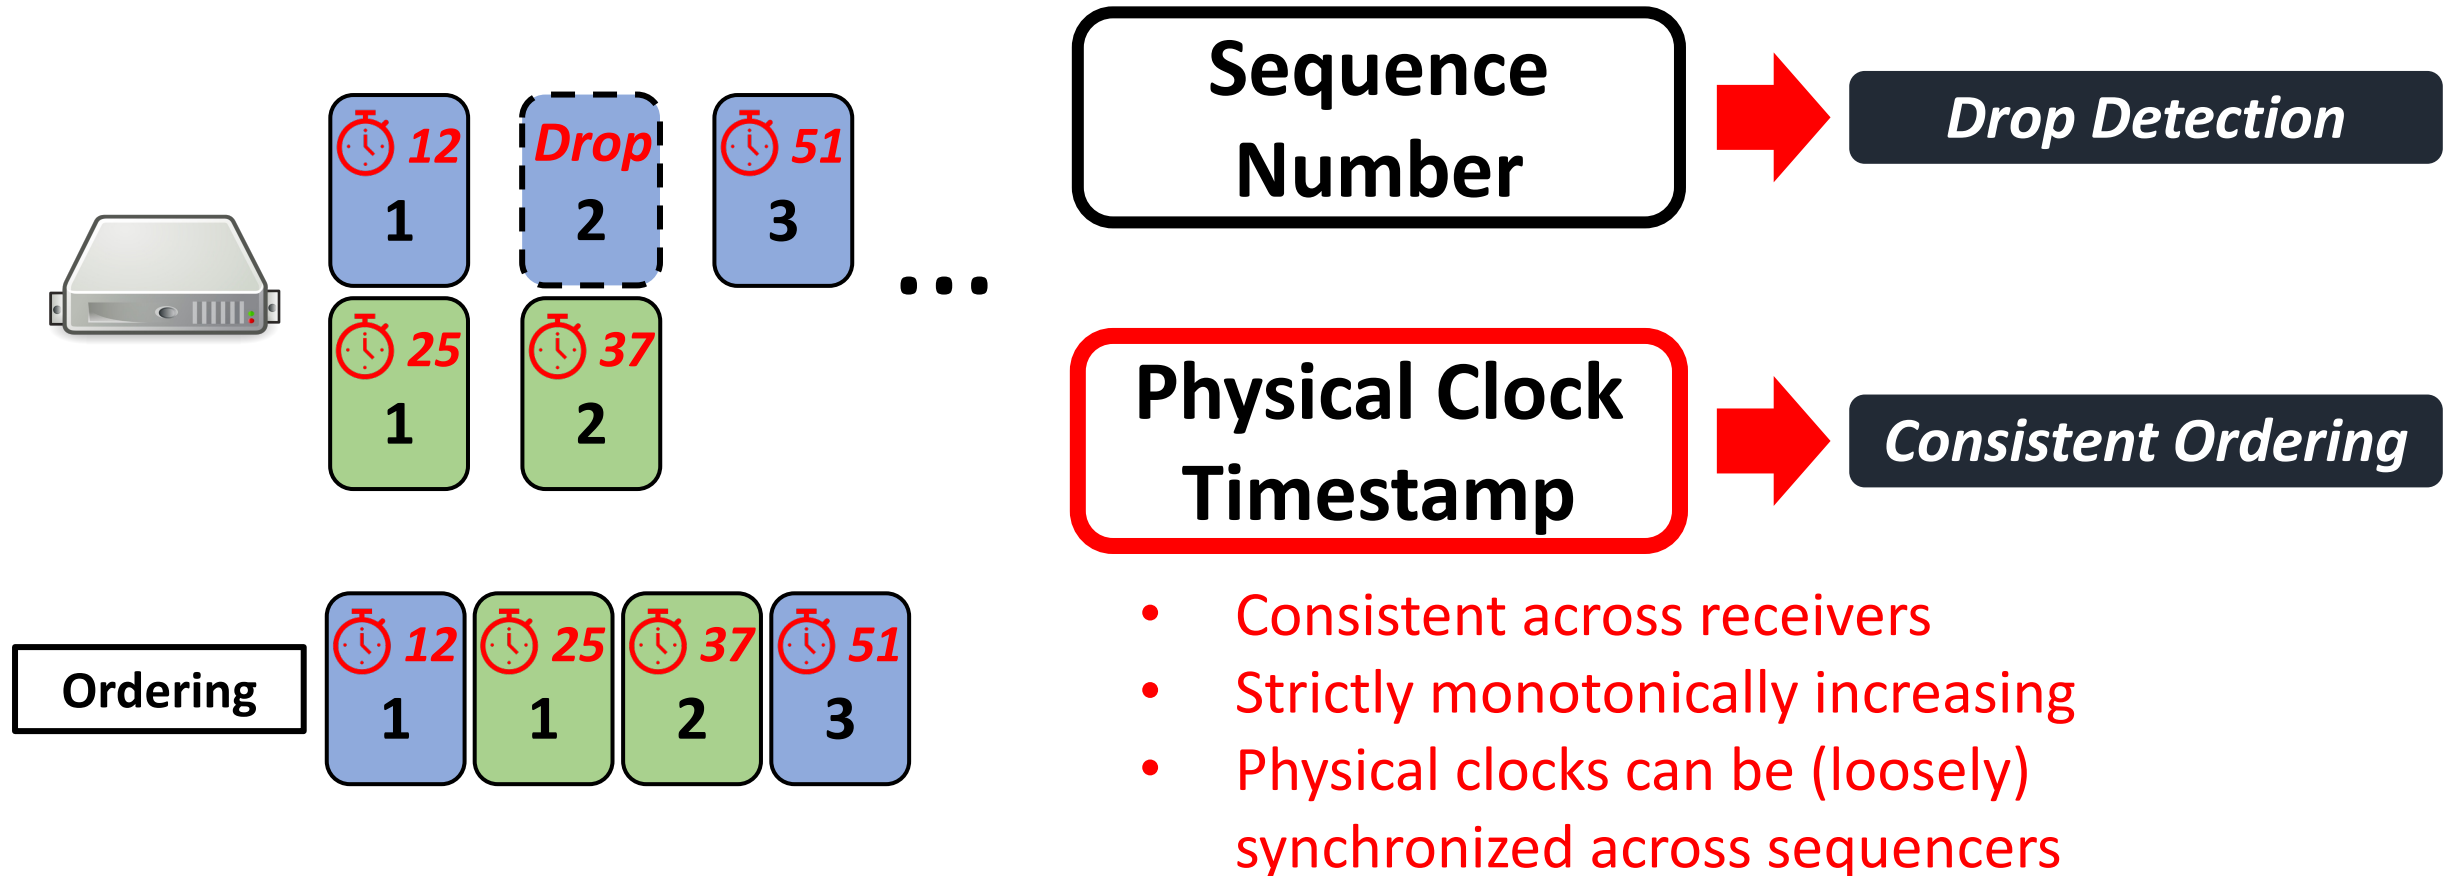 12
1
Drop
2
51
3
25
1
37
2
...
Ordering
12
1
25
1
37
2
51
3
Sequence
Number
Drop Detection
Physical Clock
Timestamp
Consistent Ordering
• Consistent across receivers
• Strictly monotonically increasing
• Physical clocks can be (loosely)
synchronized across sequencers